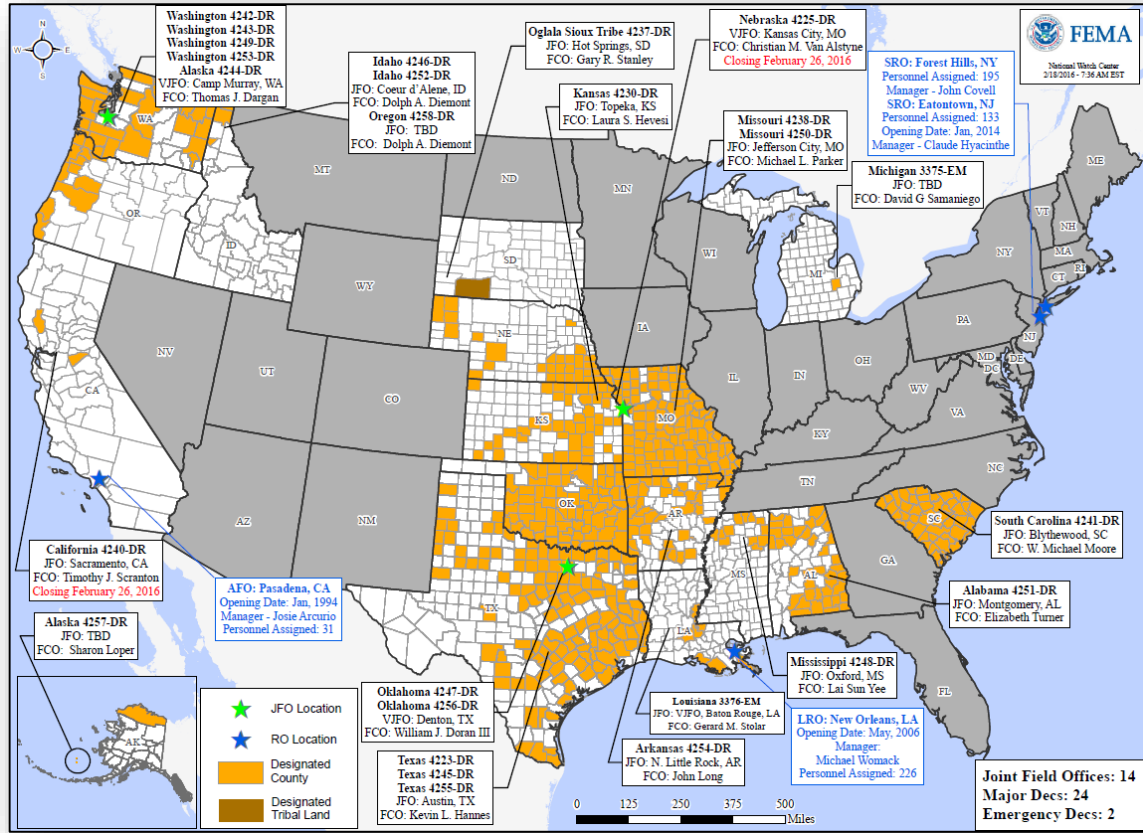 Washington 4242-DR
Washington 4243-DR
Washington 4249-DR
Washington 4253-DR
Alaska 4244-DR
VJFO: Camp Murray, WA
FCO: Thomas J. Dargan
Idaho 4246-DR
Idaho 4252-DR
JFO: Coeur d'Alene, ID
FCO: Dolph A. Diemont
Oregon 4258-DR
JFO: TBD
FCO: Dolph A. Diemont
Oglala Sioux Tribe 4237-DR
JFO: Hot Springs, SD
FCO: Gary R. Stanley
Kansas 4230-DR
JFO: Topeka, KS
FCO: Laura S. Hevesi
Nebraska 4225-DR
VJFO: Kansas City, MO
FCO: Christian M. Van Alstyne
Closing February 26, 2016
Missouri 4238-DR
Missouri 4250-DR
JFO: Jefferson City, MO
FCO: Michael L. Parker
Michigan 3375-EM
JFO: TBD
FCO: David G Samaniego
FEMA
National Watch Center
2/18/2016 - 7:36 AM EST
SRO: Forest Hills, NY
Personnel Assigned: 195
Manager - John Covell
SRO: Eatontown, NJ
Personnel Assigned: 133
Opening Date: Jan, 2014
Manager - Claude Hyacinthe
N
W
E
S
WA
OR
ID
MT
ND
MN
SD
WY
NE
IA
WI
MI
NY
ME
VT
NH
MA
CT
RI
PA
NJ
MD
DE
DC
OH
IN
IL
WV
VA
KY
NC
TN
SC
GA
AL
MS
LA
AR
MO
KS
OK
TX
NM
CO
UT
AZ
NV
CA
FL
AK
California 4240-DR
JFO: Sacramento, CA
FCO: Timothy J. Scranton
Closing February 26, 2016
AFO: Pasadena, CA
Opening Date: Jan, 1994
Manager - Josie Arcurio
Personnel Assigned: 31
Alaska 4257-DR
JFO: TBD
FCO: Sharon Loper
South Carolina 4241-DR
JFO: Blythewood, SC
FCO: W. Michael Moore
Alabama 4251-DR
JFO: Montgomery, AL
FCO: Elizabeth Turner
Mississippi 4248-DR
JFO: Oxford, MS
FCO: Lai Sun Yee
Louisiana 3376-EM
JFO: VJFO, Baton Rouge, LA
FCO: Gerard M. Stolar
Arkansas 4254-DR
JFO: N. Little Rock, AR
FCO: John Long
LRO: New Orleans, LA
Opening Date: May, 2006
Manager:
Michael Womack
Personnel Assigned: 226
Oklahoma 4247-DR
Oklahoma 4256-DR
VJFO: Denton, TX
FCO: William J. Doran III
Texas 4223-DR
Texas 4245-DR
Texas 4255-DR
JFO: Austin, TX
FCO: Kevin L. Hannes
JFO Location
RO Location
Designated
County
Designated
Tribal Land
0 125 250 375 500
Miles
Joint Field Offices: 14
Major Decs: 24
Emergency Decs: 2